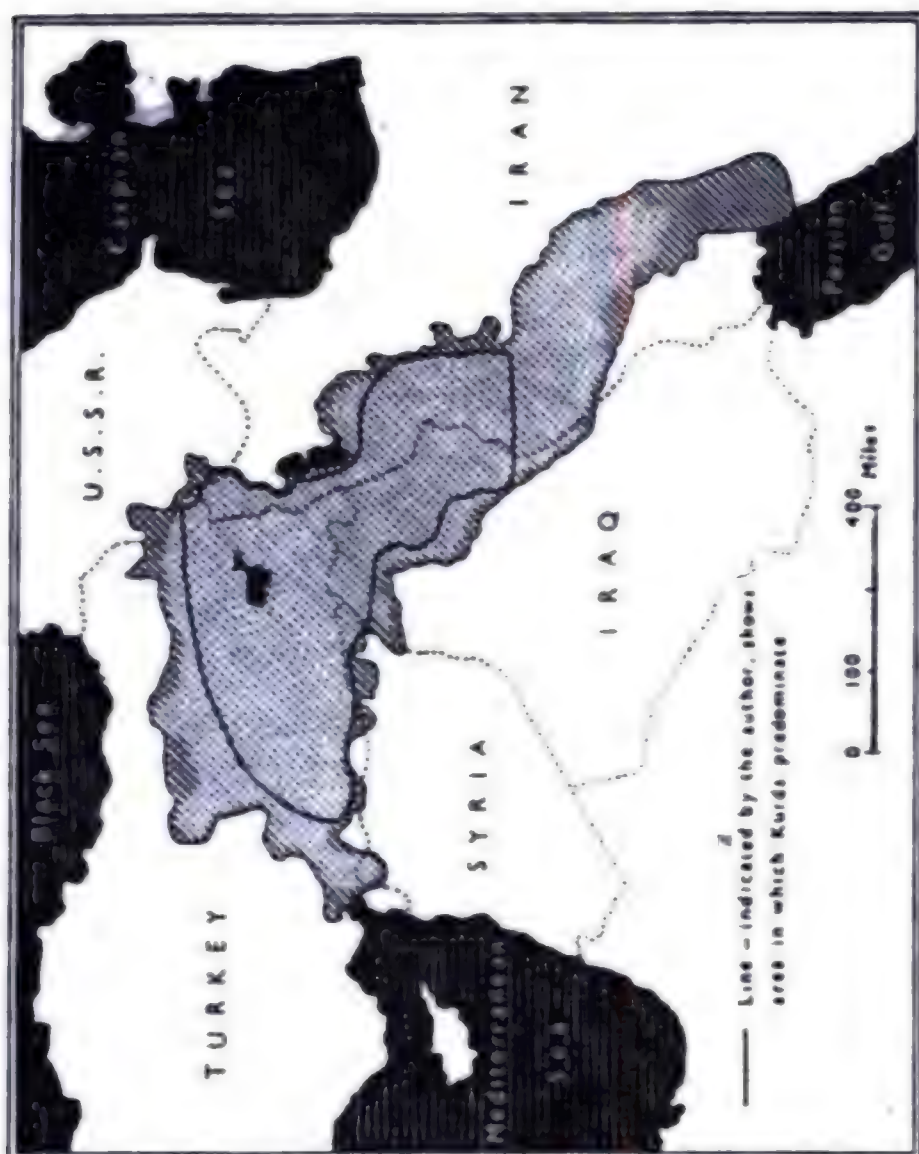 Black Sea
Caspian
Sea
U.S.S.R.
TURKEY
IRAN
SYRIA
IRAQ
Mediterranean
Sea
Persian
Gulf
Line – indicated by the author, shows
area in which Kurds predominate
0 100 400 Miles